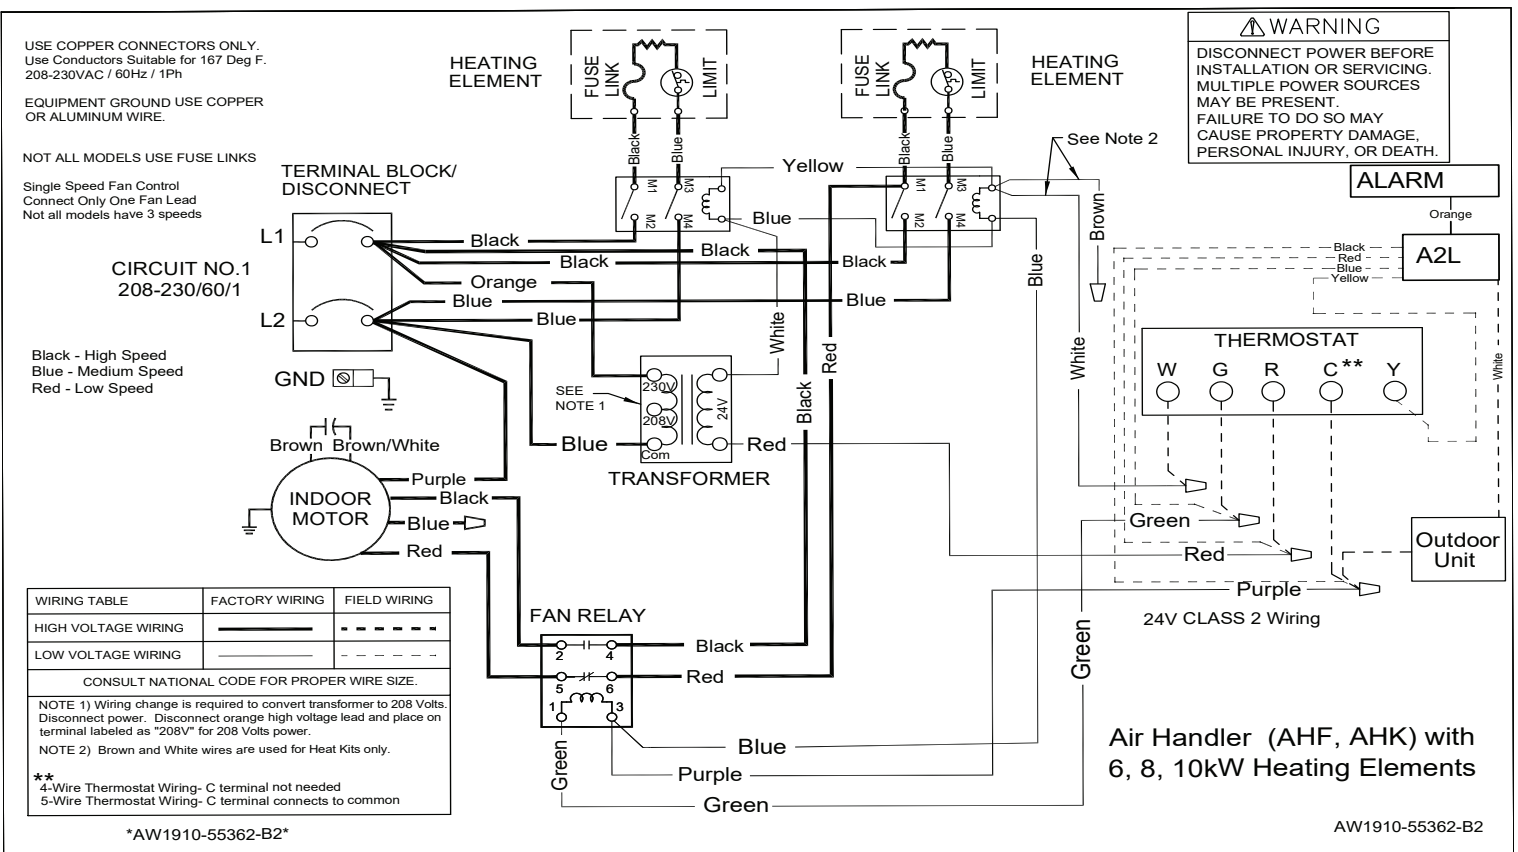 USE COPPER CONNECTORS ONLY.
Use Conductors Suitable for 167 Deg F.
208-230VAC / 60Hz / 1Ph
EQUIPMENT GROUND USE COPPER
OR ALUMINUM WIRE.
NOT ALL MODELS USE FUSE LINKS
Single Speed Fan Control
Connect Only One Fan Lead
Not all models have 3 speeds
HEATING
ELEMENT
FUSE
LINK
LIMIT
FUSE
LINK
LIMIT
HEATING
ELEMENT
⚠ WARNING
DISCONNECT POWER BEFORE
INSTALLATION OR SERVICING.
MULTIPLE POWER SOURCES
MAY BE PRESENT.
FAILURE TO DO SO MAY
CAUSE PROPERTY DAMAGE,
PERSONAL INJURY, OR DEATH.
Black
Blue
Black
Blue
See Note 2
TERMINAL BLOCK/
DISCONNECT
M1
M3
M2
M4
Yellow
Blue
M1
M3
M2
M4
Brown
ALARM
Orange
A2L
Black
Red
Blue
Yellow
L1
L2
CIRCUIT NO.1
208-230/60/1
Black
Black
Black
Black
Orange
Blue
Blue
Blue
Blue
White
Red
Black
White
White
THERMOSTAT
W G R C** Y
Black - High Speed
Blue - Medium Speed
Red - Low Speed
GND
SEE
NOTE 1
230V
208V
Com
24V
TRANSFORMER
Blue
Red
Brown Brown/White
INDOOR
MOTOR
Purple
Black
Blue
Red
Green
Red
Purple
Outdoor
Unit
24V CLASS 2 Wiring
WIRING TABLE FACTORY WIRING FIELD WIRING
HIGH VOLTAGE WIRING
LOW VOLTAGE WIRING
CONSULT NATIONAL CODE FOR PROPER WIRE SIZE.
NOTE 1) Wiring change is required to convert transformer to 208 Volts.
Disconnect power. Disconnect orange high voltage lead and place on
terminal labeled as "208V" for 208 Volts power.
NOTE 2) Brown and White wires are used for Heat Kits only.
**
4-Wire Thermostat Wiring- C terminal not needed
5-Wire Thermostat Wiring- C terminal connects to common
FAN RELAY
2 4
5 6
1 3
Black
Red
Green
Blue
Purple
Green
Green
Air Handler (AHF, AHK) with
6, 8, 10kW Heating Elements
*AW1910-55362-B2*
AW1910-55362-B2